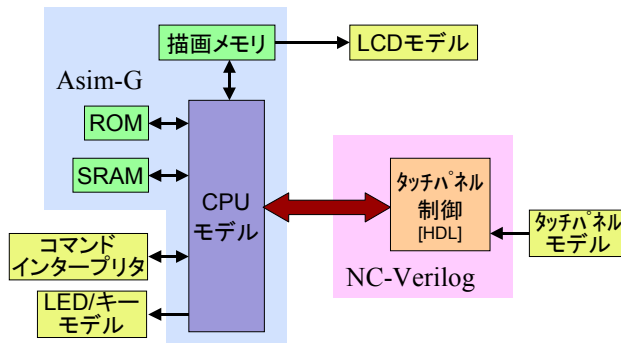 描画メモリ
LCDモデル
Asim-G
ROM
SRAM
CPU
モデル
タッチパネル
制御
[HDL]
タッチパネル
モデル
コマンド
インタープリタ
LED/キー
モデル
NC-Verilog